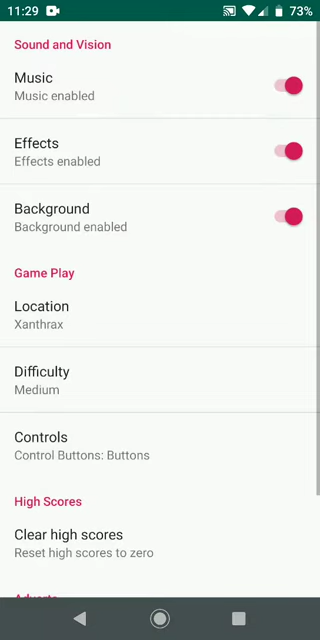 11:29
73%
Sound and Vision
Music
Music enabled
Effects
Effects enabled
Background
Background enabled
Game Play
Location
Xanthrax
Difficulty
Medium
Controls
Control Buttons: Buttons
High Scores
Clear high scores
Reset high scores to zero